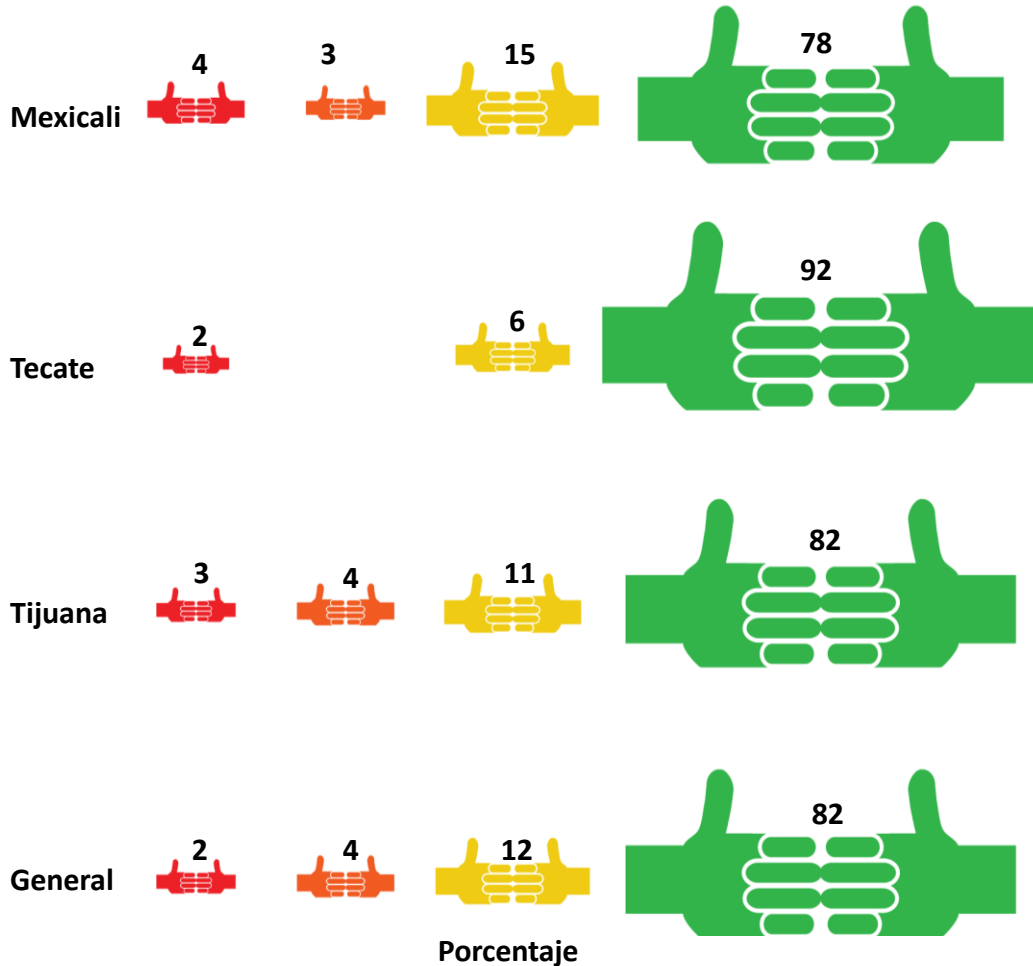 4 3 15 78
Mexicali
2 6 92
Tecate
3 4 11 82
Tijuana
2 4 12 82
General
Porcentaje